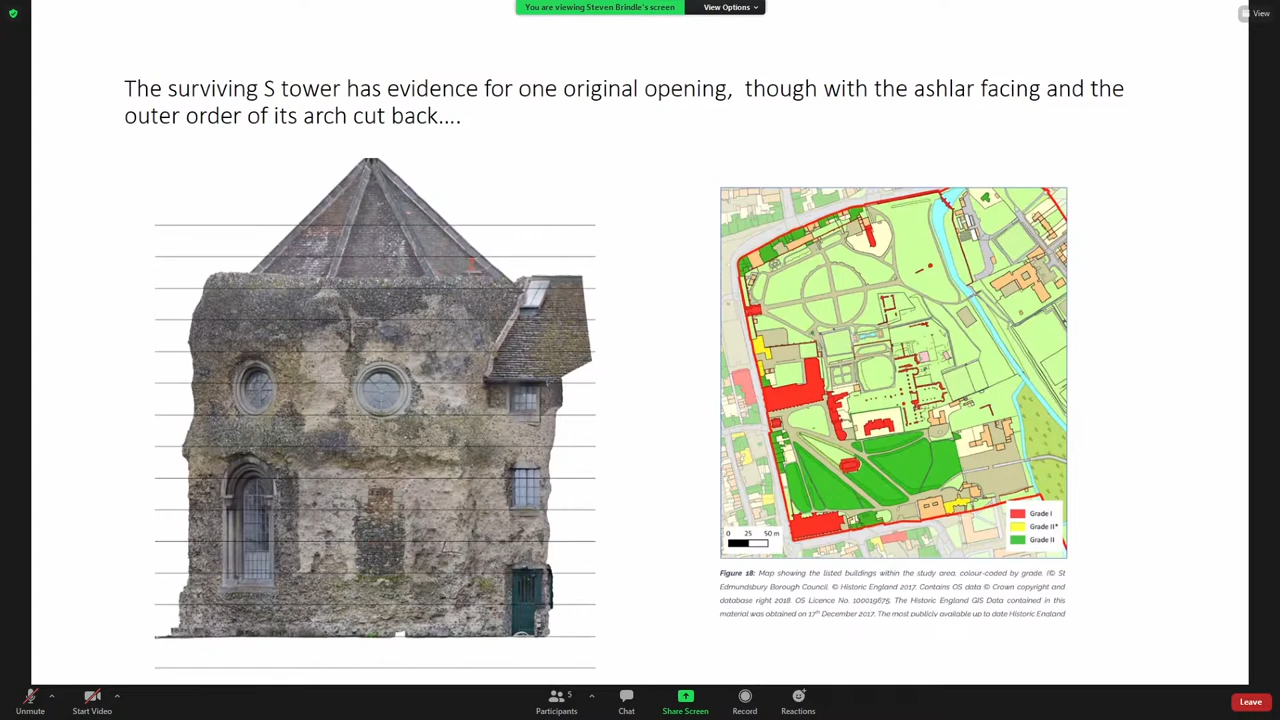 You are viewing Steven Brindle's screen
View Options
View
The surviving S tower has evidence for one original opening, though with the ashlar facing and the
outer order of its arch cut back....
0 25 50 m
Grade I
Grade II*
Grade II
Figure 18: Map showing the listed buildings within the study area, colour-coded by grade. (© St
Edmundsbury Borough Council. © Historic England 2017. Contains OS data © Crown copyright and
database right 2018. OS Licence No. 100019675. The Historic England GIS Data contained in this
material was obtained on 17th December 2017. The most publicly available up to date Historic England
Unmute
Start Video
5
Participants
Chat
Share Screen
Record
Reactions
Leave